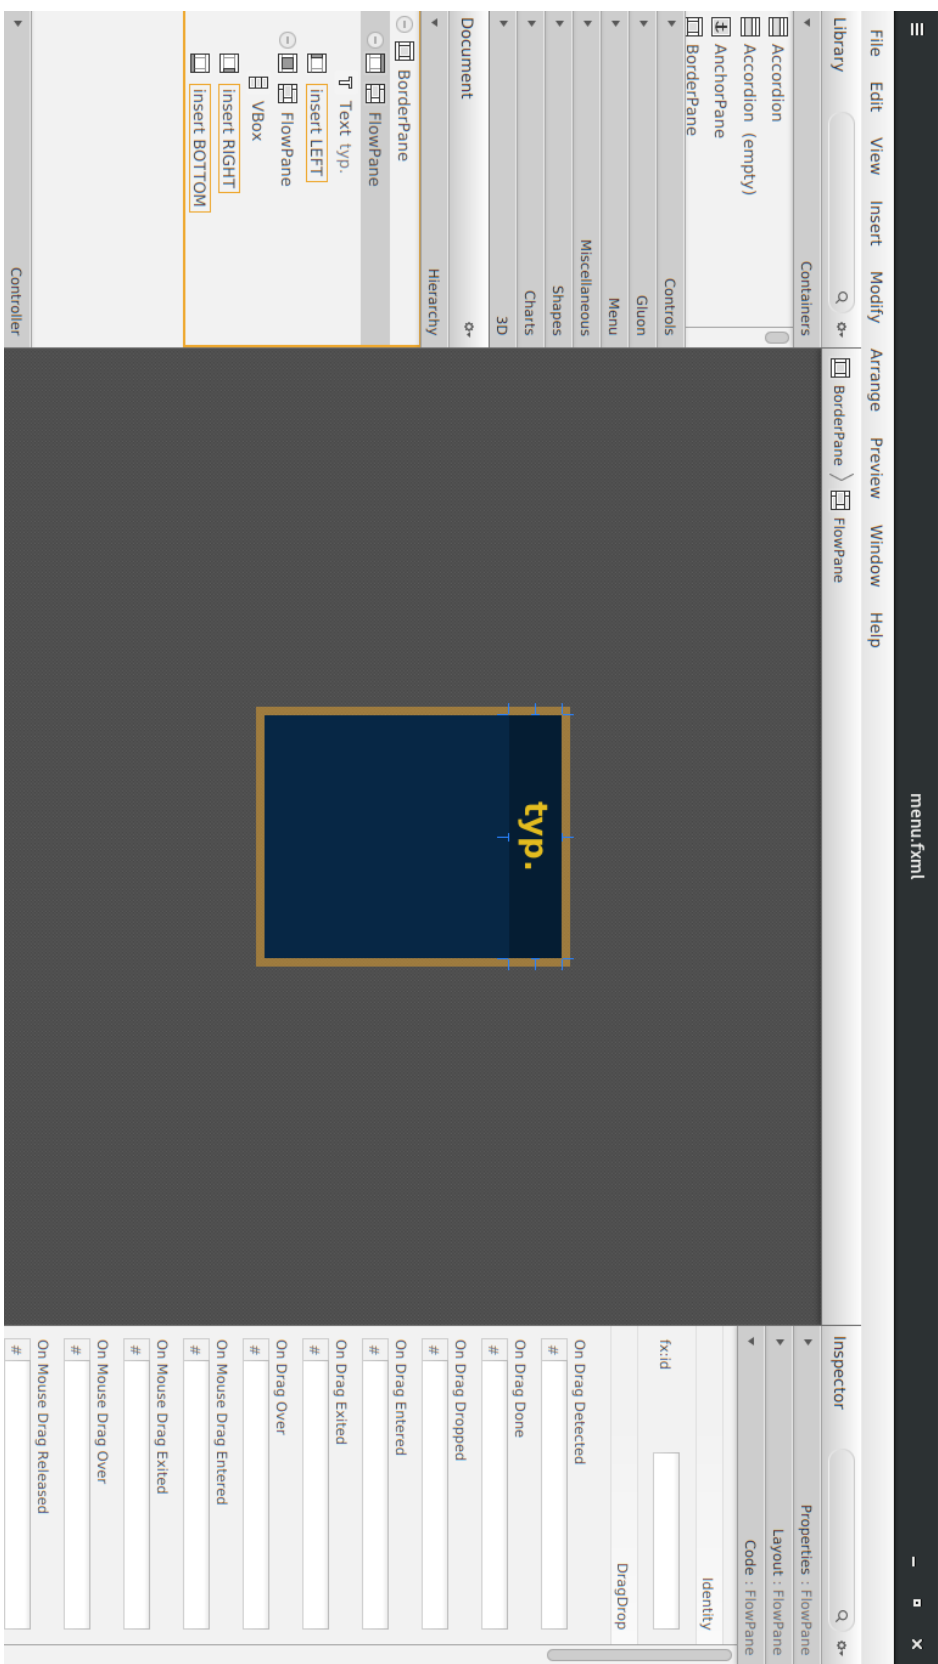 menu.fxml
File Edit View Insert Modify Arrange Preview Window Help
Library
Containers
Accordion
Accordion (empty)
AnchorPane
BorderPane
Controls
Gluon
Menu
Miscellaneous
Shapes
Charts
3D
Document
Hierarchy
BorderPane
FlowPane
Text typ.
insert LEFT
FlowPane
VBox
insert RIGHT
insert BOTTOM
Controller
BorderPane FlowPane
typ.
Inspector
Properties : FlowPane
Layout : FlowPane
Code : FlowPane
Identity
fx:id
DragDrop
On Drag Detected
#
On Drag Done
#
On Drag Dropped
#
On Drag Entered
#
On Drag Exited
#
On Drag Over
#
On Mouse Drag Entered
#
On Mouse Drag Exited
#
On Mouse Drag Over
#
On Mouse Drag Released
#